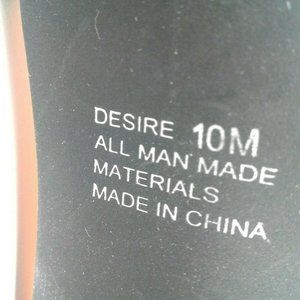 DESIRE 10M
ALL MAN MADE
MATERIALS
MADE IN CHINA